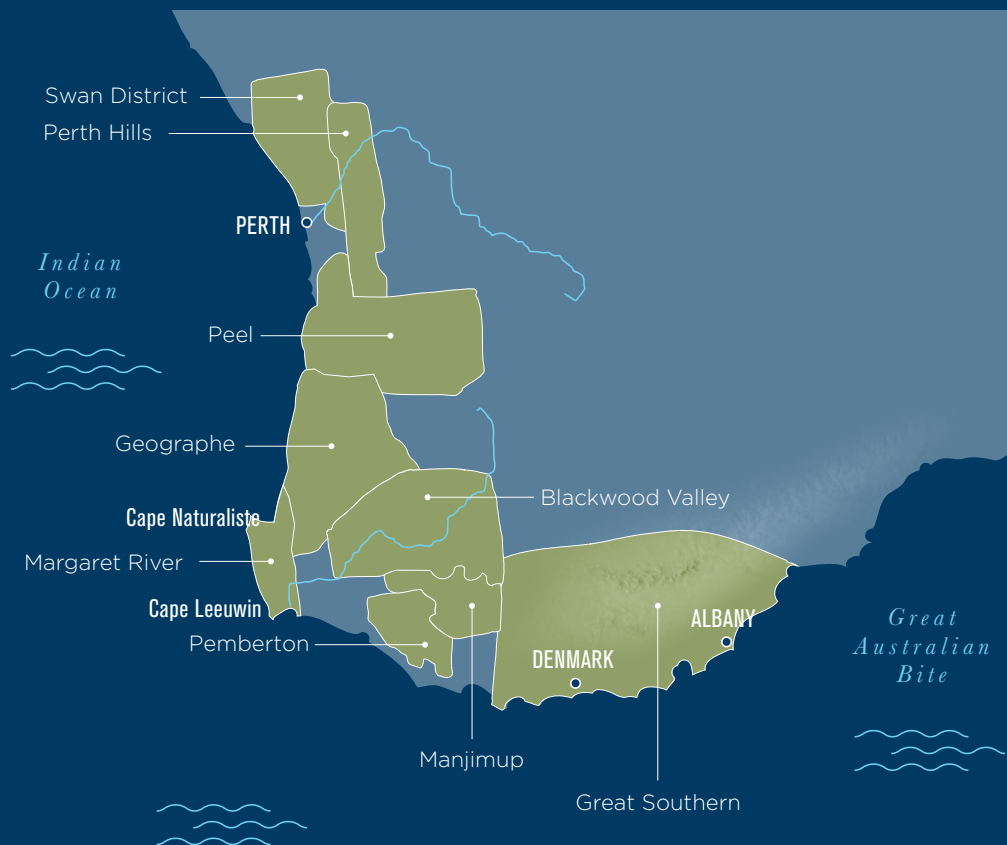 Swan District
Perth Hills
PERTH
Indian
Ocean
Peel
Geographe
Blackwood Valley
Cape Naturaliste
Margaret River
Cape Leeuwin
Pemberton
ALBANY
DENMARK
Great
Australian
Bite
Manjimup
Great Southern